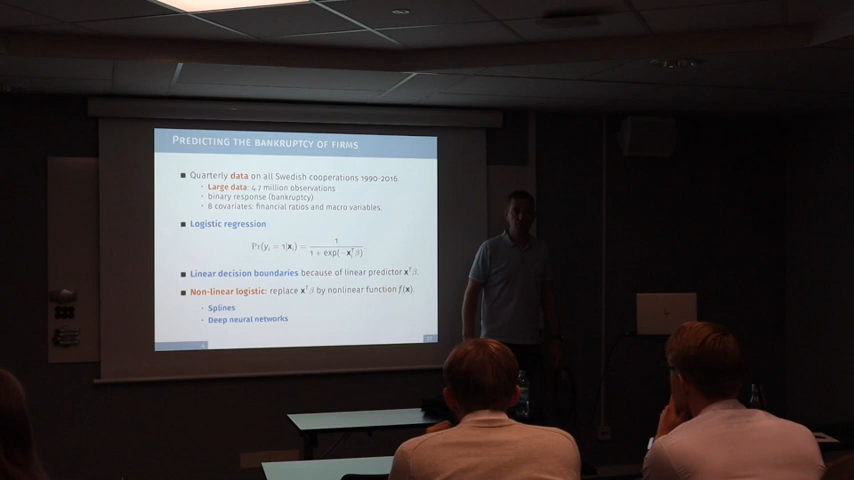 PREDICTING THE BANKRUPTCY OF FIRMS
■ Quarterly data on all Swedish cooperations 1990-2016.
• Large data: 4.7 million observations
• binary response (bankruptcy)
• 8 covariates: financial ratios and macro variables.
■ Logistic regression
Pr(yᵢ = 1|xᵢ) = 1 / (1 + exp(−xᵢᵀβ))
■ Linear decision boundaries because of linear predictor xᵀβ.
■ Non-linear logistic: replace xᵀβ by nonlinear function f(x).
• Splines
• Deep neural networks